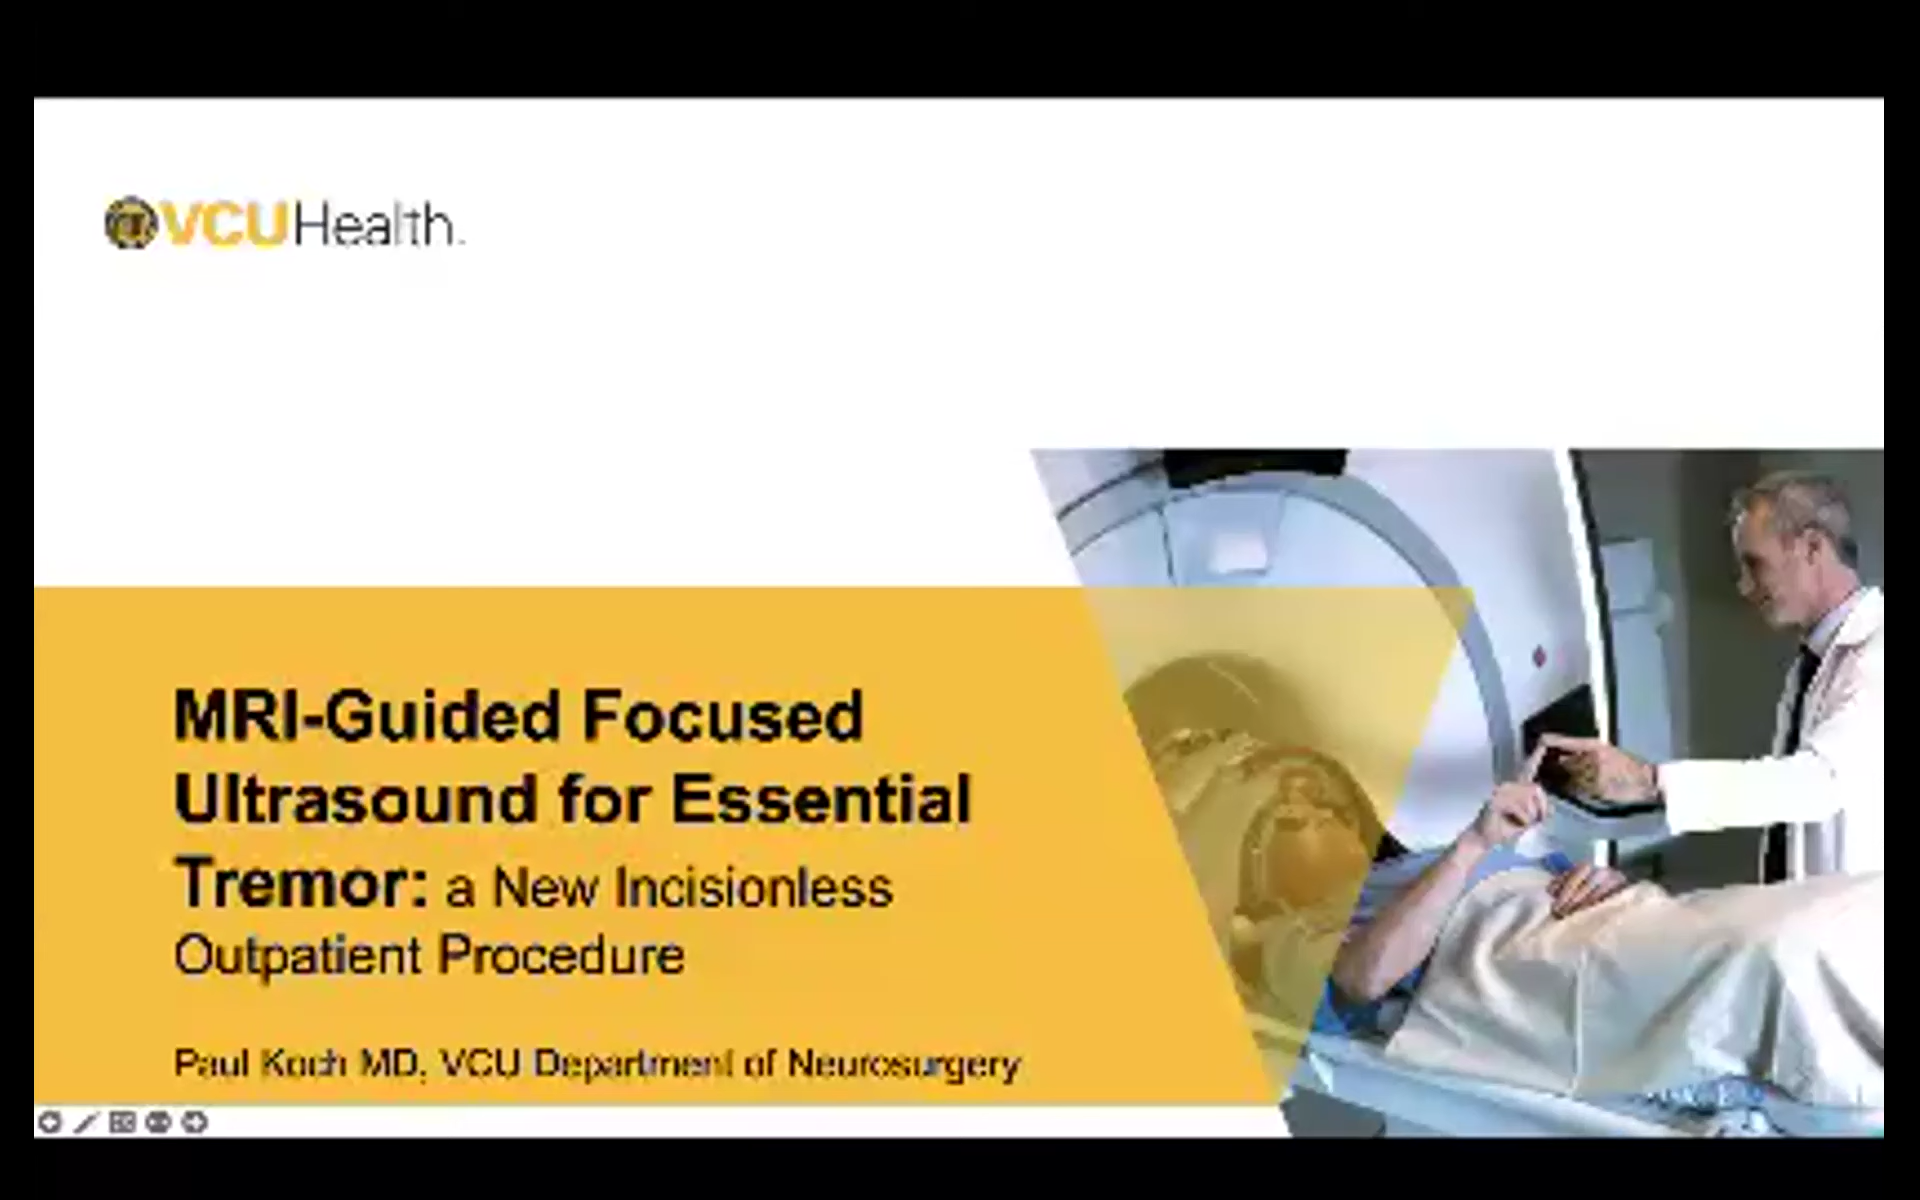 VCUHealth.
MRI-Guided Focused
Ultrasound for Essential
Tremor: a New Incisionless
Outpatient Procedure
Paul Koch MD, VCU Department of Neurosurgery